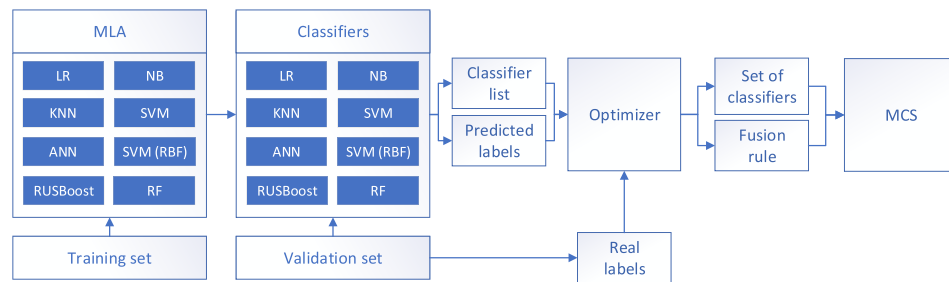 MLA
LR
NB
KNN
SVM
ANN
SVM (RBF)
RUSBoost
RF
Training set
Classifiers
LR
NB
KNN
SVM
ANN
SVM (RBF)
RUSBoost
RF
Validation set
Classifier
list
Predicted
labels
Optimizer
Real
labels
Set of
classifiers
Fusion
rule
MCS